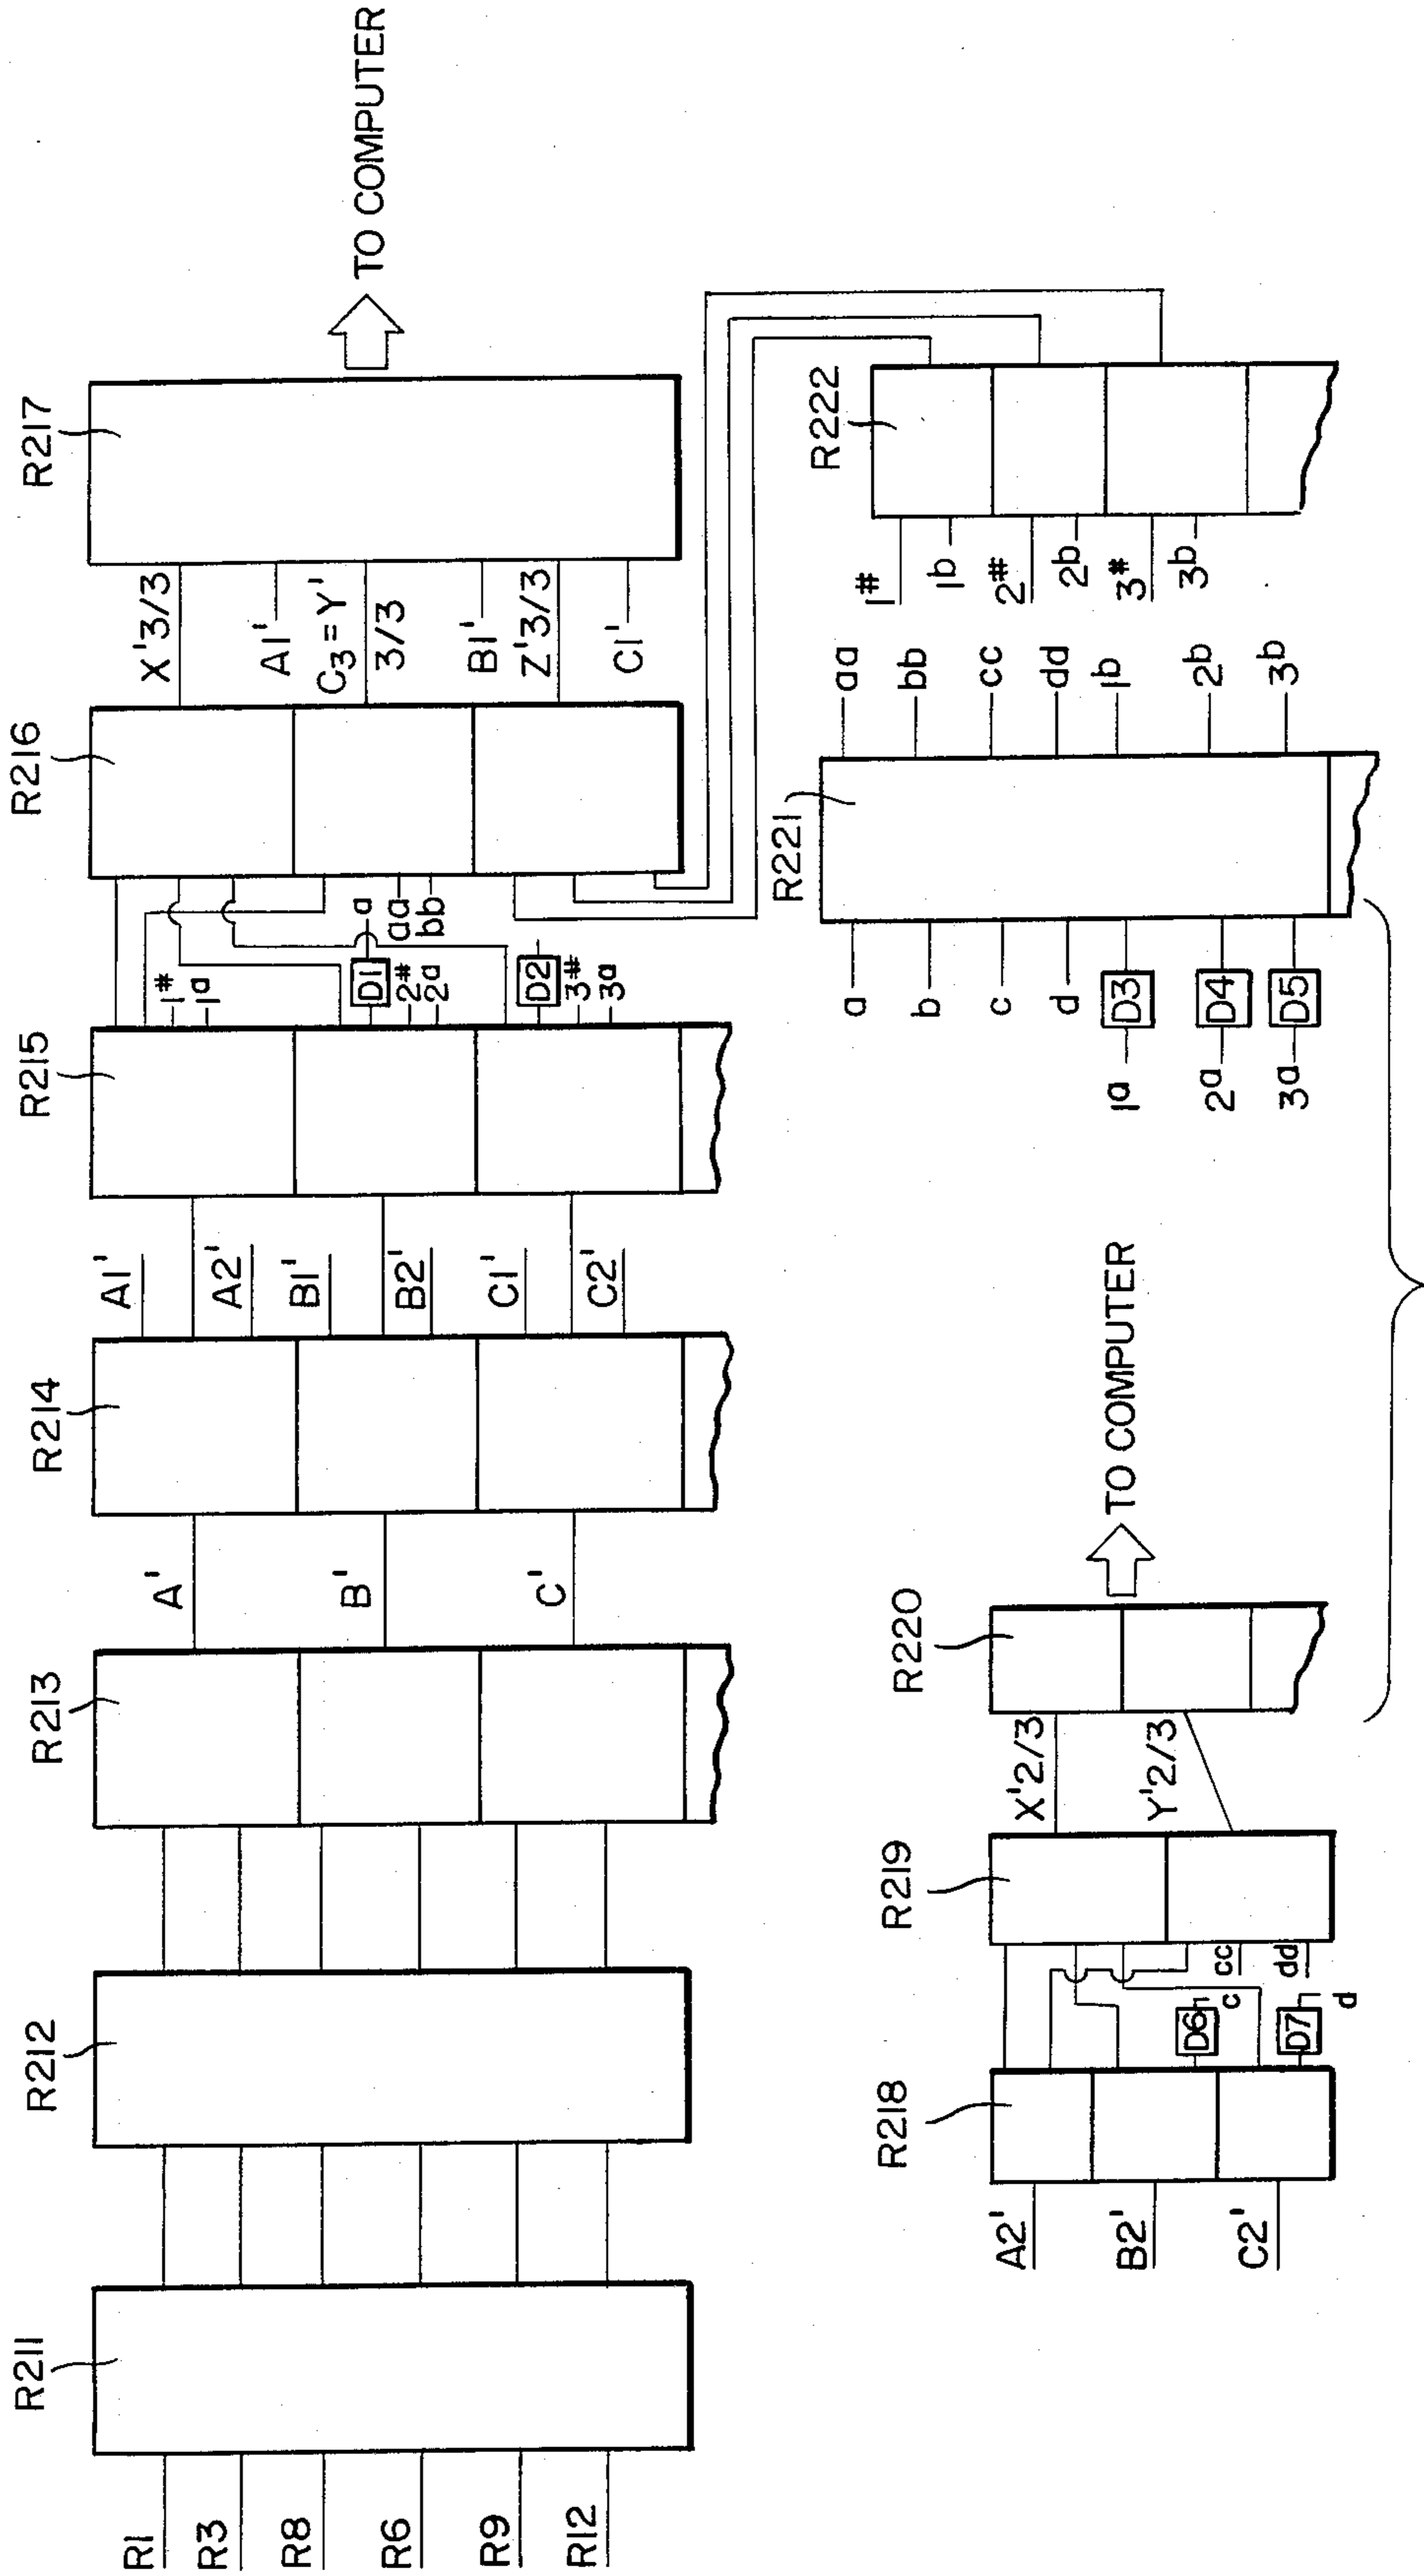 R1
R3
R8
R6
R9
R12
R211
R212
R213
A'
B'
C'
R214
A1'
A2'
B1'
B2'
C1'
C2'
R215
1#
1a
D1
a
2#
2a
D2
3#
3a
aa
bb
R216
X'3/3
A1'
C3 = Y'
3/3
B1'
Z'3/3
C1'
R217
TO COMPUTER
A2'
B2'
C2'
R218
D6
c
D7
d
cc
dd
R219
X'2/3
Y'2/3
R220
TO COMPUTER
a
b
c
d
1a
D3
2a
D4
3a
D5
R221
aa
bb
cc
dd
1b
2b
3b
1#
1b
2#
2b
3#
3b
R222